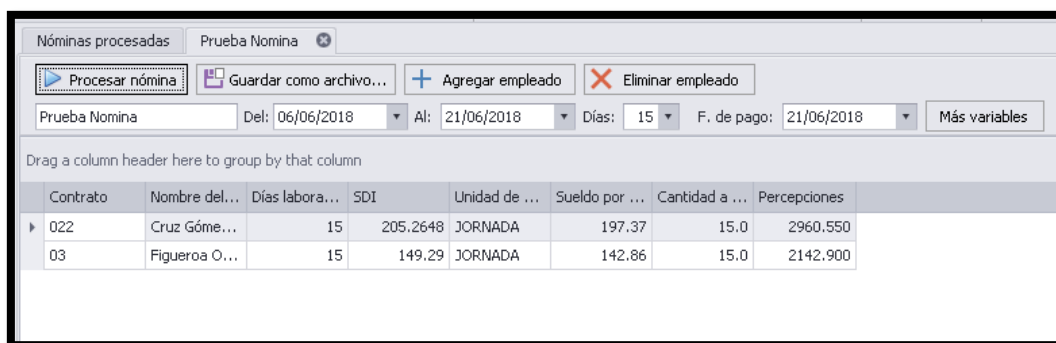 Nóminas procesadas Prueba Nomina
Procesar nómina Guardar como archivo... Agregar empleado Eliminar empleado
Prueba Nomina Del: 06/06/2018 Al: 21/06/2018 Días: 15 F. de pago: 21/06/2018 Más variables
Drag a column header here to group by that column
Contrato Nombre del... Días labora... SDI Unidad de ... Sueldo por ... Cantidad a ... Percepciones
022 Cruz Góme... 15 205.2648 JORNADA 197.37 15.0 2960.550
03 Figueroa O... 15 149.29 JORNADA 142.86 15.0 2142.900